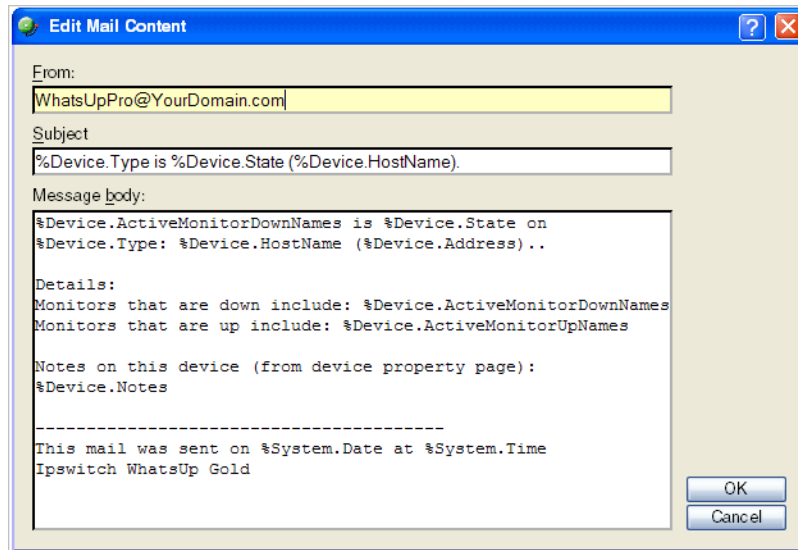 Edit Mail Content
?
X
From:
WhatsUpPro@YourDomain.com
Subject
%Device.Type is %Device.State (%Device.HostName).
Message body:
%Device.ActiveMonitorDownNames is %Device.State on
%Device.Type: %Device.HostName (%Device.Address)..
Details:
Monitors that are down include: %Device.ActiveMonitorDownNames
Monitors that are up include: %Device.ActiveMonitorUpNames
Notes on this device (from device property page):
%Device.Notes
----------------------------------------
This mail was sent on %System.Date at %System.Time
Ipswitch WhatsUp Gold
OK
Cancel